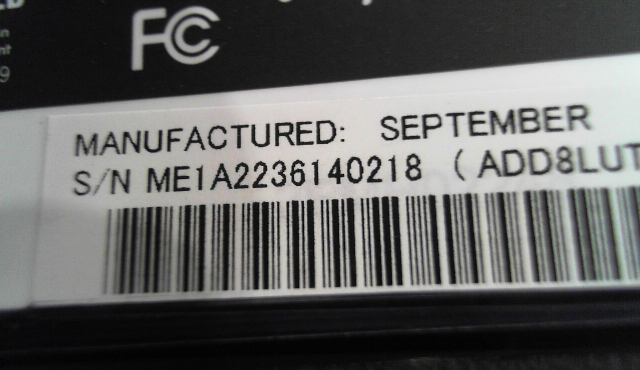 FC
MANUFACTURED: SEPTEMBER
S/N ME1A2236140218 (ADD8LUT